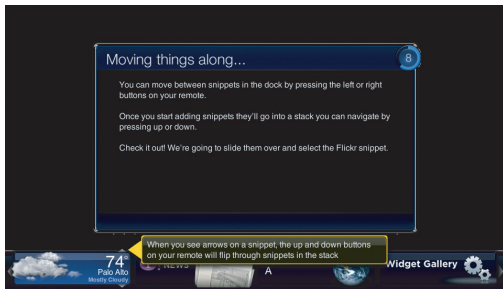 Moving things along...
8
You can move between snippets in the dock by pressing the left or right
buttons on your remote.
Once you start adding snippets they'll go into a stack you can navigate by
pressing up or down.
Check it out! We're going to slide them over and select the Flickr snippet.
When you see arrows on a snippet, the up and down buttons
on your remote will flip through snippets in the stack
74°
Palo Alto
Mostly Cloudy
NEWS
A
Widget Gallery